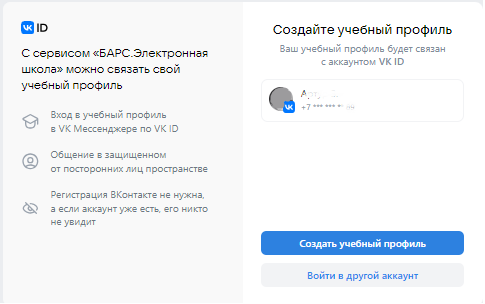 VK ID
С сервисом «БАРС.Электронная
школа» можно связать свой
учебный профиль
Вход в учебный профиль
в VK Мессенджере по VK ID
Общение в защищенном
от посторонних лиц пространстве
Регистрация ВКонтакте не нужна,
а если аккаунт уже есть, его никто
не увидит
Создайте учебный профиль
Ваш учебный профиль будет связан
с аккаунтом VK ID
+7 *** *** *
Создать учебный профиль
Войти в другой аккаунт